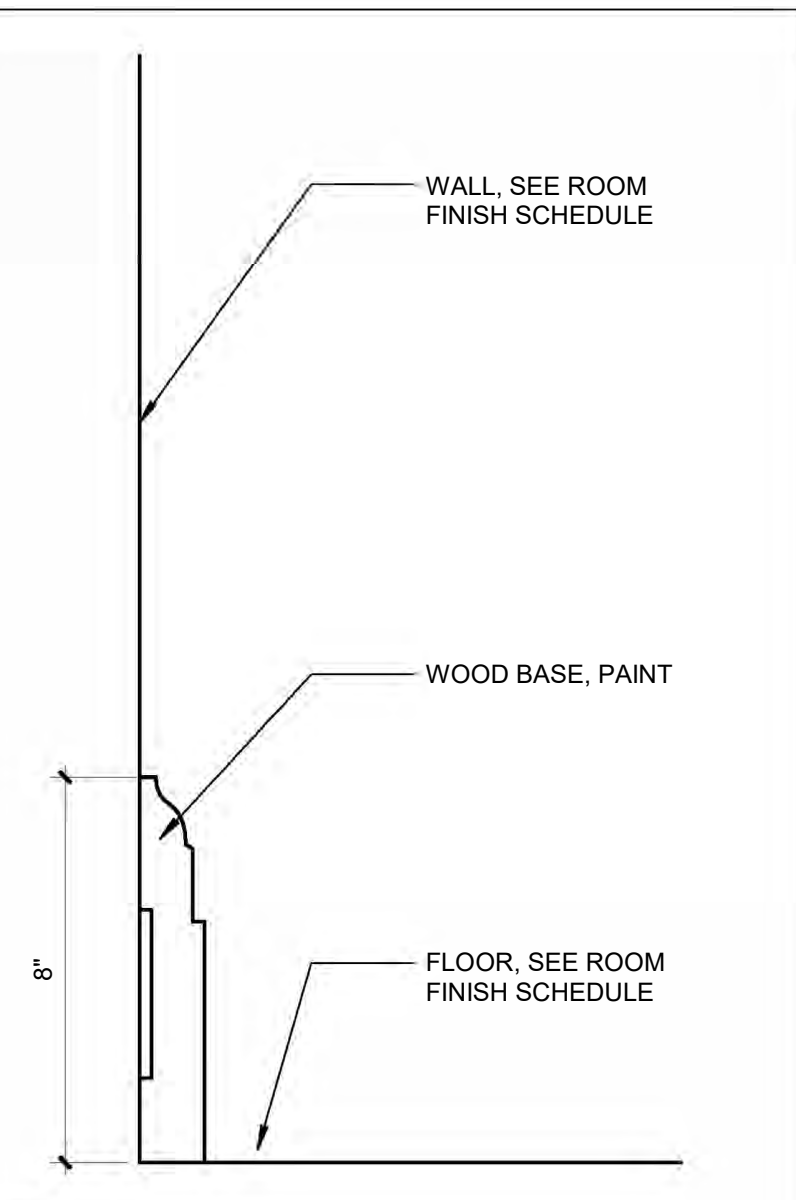 WALL, SEE ROOM
FINISH SCHEDULE
WOOD BASE, PAINT
8"
FLOOR, SEE ROOM
FINISH SCHEDULE